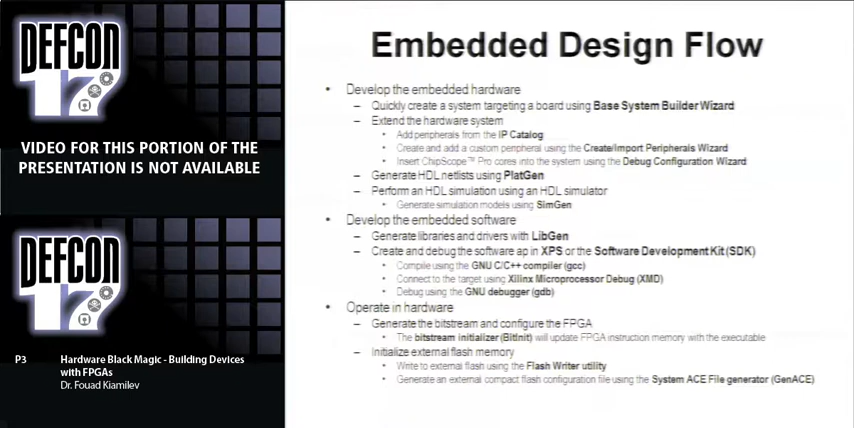 DEFCON
17
VIDEO FOR THIS PORTION OF THE
PRESENTATION IS NOT AVAILABLE
DEFCON
17
P3 Hardware Black Magic - Building Devices
with FPGAs
Dr. Fouad Kiamilev
Embedded Design Flow
• Develop the embedded hardware
– Quickly create a system targeting a board using Base System Builder Wizard
– Extend the hardware system
• Add peripherals from the IP Catalog
• Create and add a custom peripheral using the Create/Import Peripherals Wizard
• Insert ChipScope™ Pro cores into the system using the Debug Configuration Wizard
– Generate HDL netlists using PlatGen
– Perform an HDL simulation using an HDL simulator
• Generate simulation models using SimGen
• Develop the embedded software
– Generate libraries and drivers with LibGen
– Create and debug the software ap in XPS or the Software Development Kit (SDK)
• Compile using the GNU C/C++ compiler (gcc)
• Connect to the target using Xilinx Microprocessor Debug (XMD)
• Debug using the GNU debugger (gdb)
• Operate in hardware
– Generate the bitstream and configure the FPGA
• The bitstream initializer (BitInit) will update FPGA instruction memory with the executable
– Initialize external flash memory
• Write to external flash using the Flash Writer utility
• Generate an external compact flash configuration file using the System ACE File generator (GenACE)